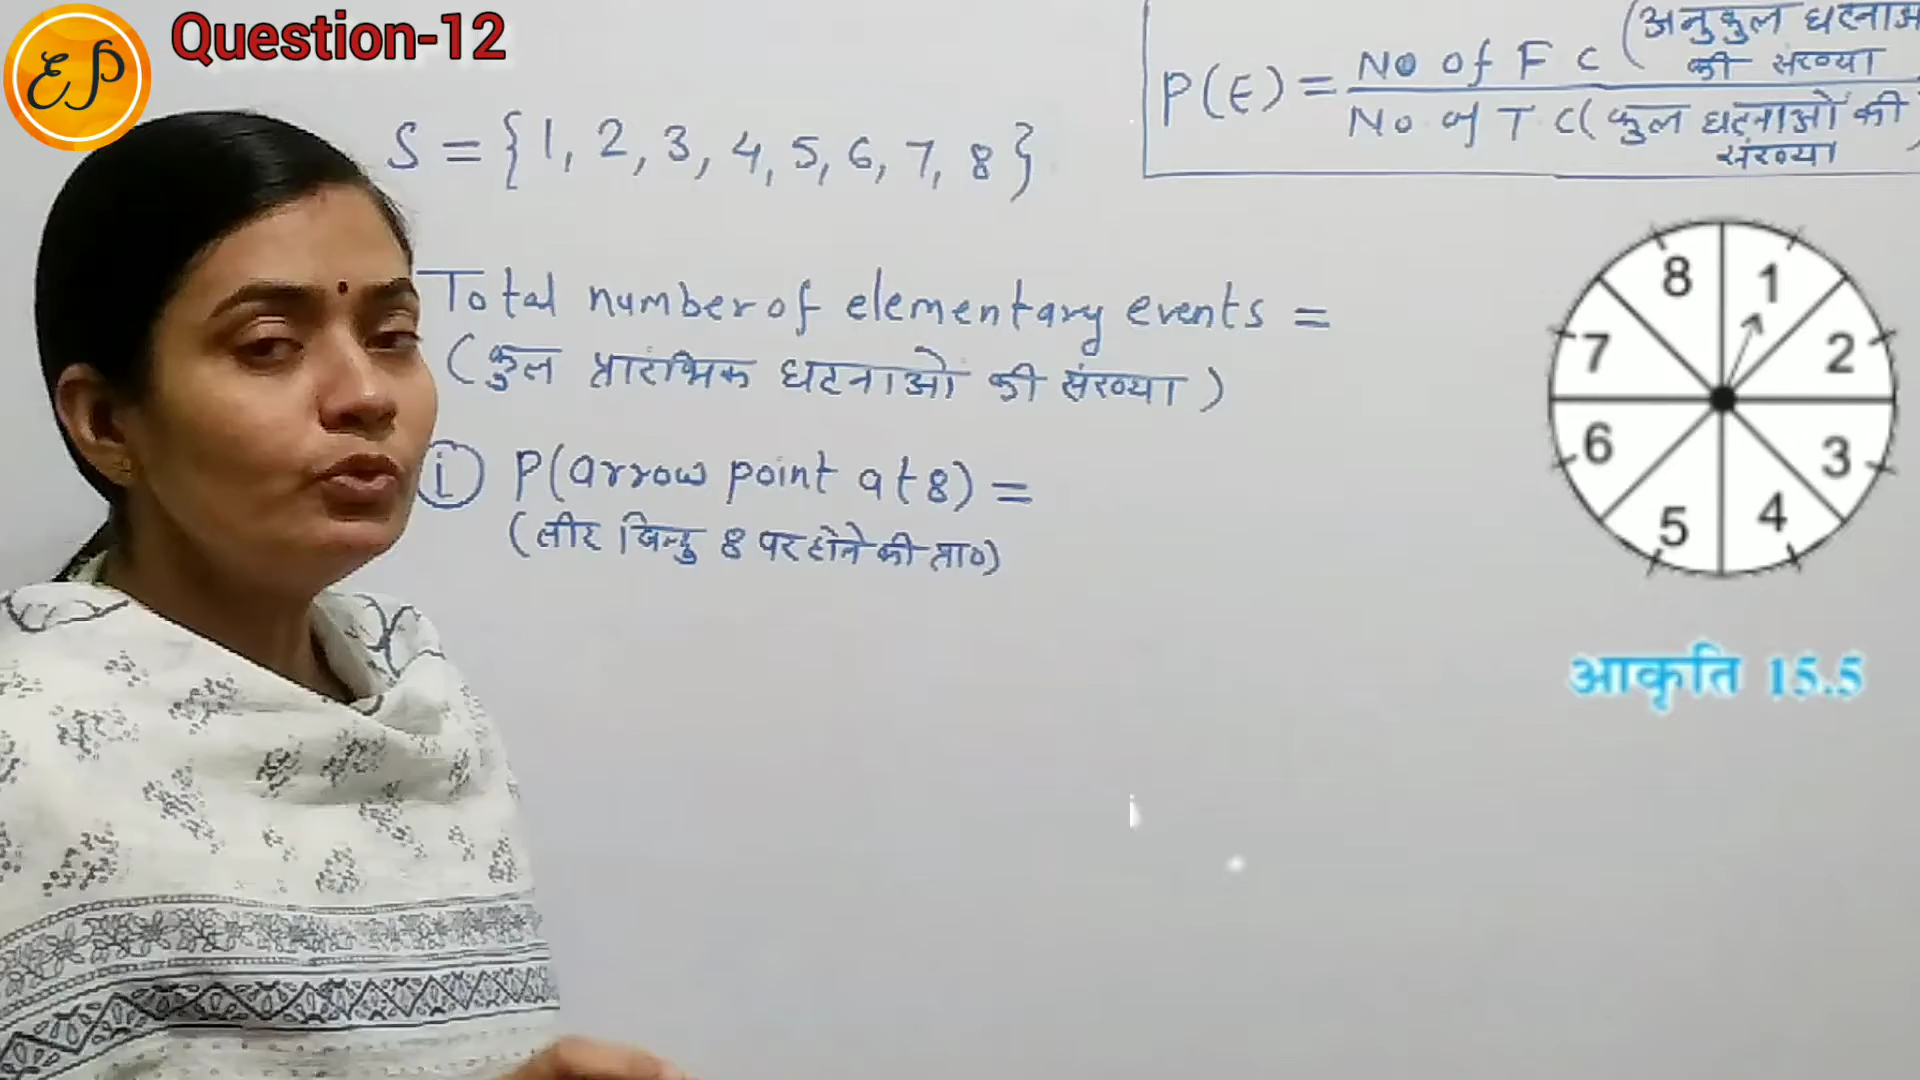 EP
Question-12
S = {1, 2, 3, 4, 5, 6, 7, 8}
P(E) = No of F C (अनुकुल घटनाओ
की संख्या
No of T C (कुल घटनाओं की
संख्या)
Total number of elementary events =
(कुल प्रारंभिक घटनाओ की संख्या)
i P(arrow point at 8) =
(तीर बिन्दु 8 पर होने की प्रा०)
8 1
7 2
6 3
5 4
आकृति 15.5